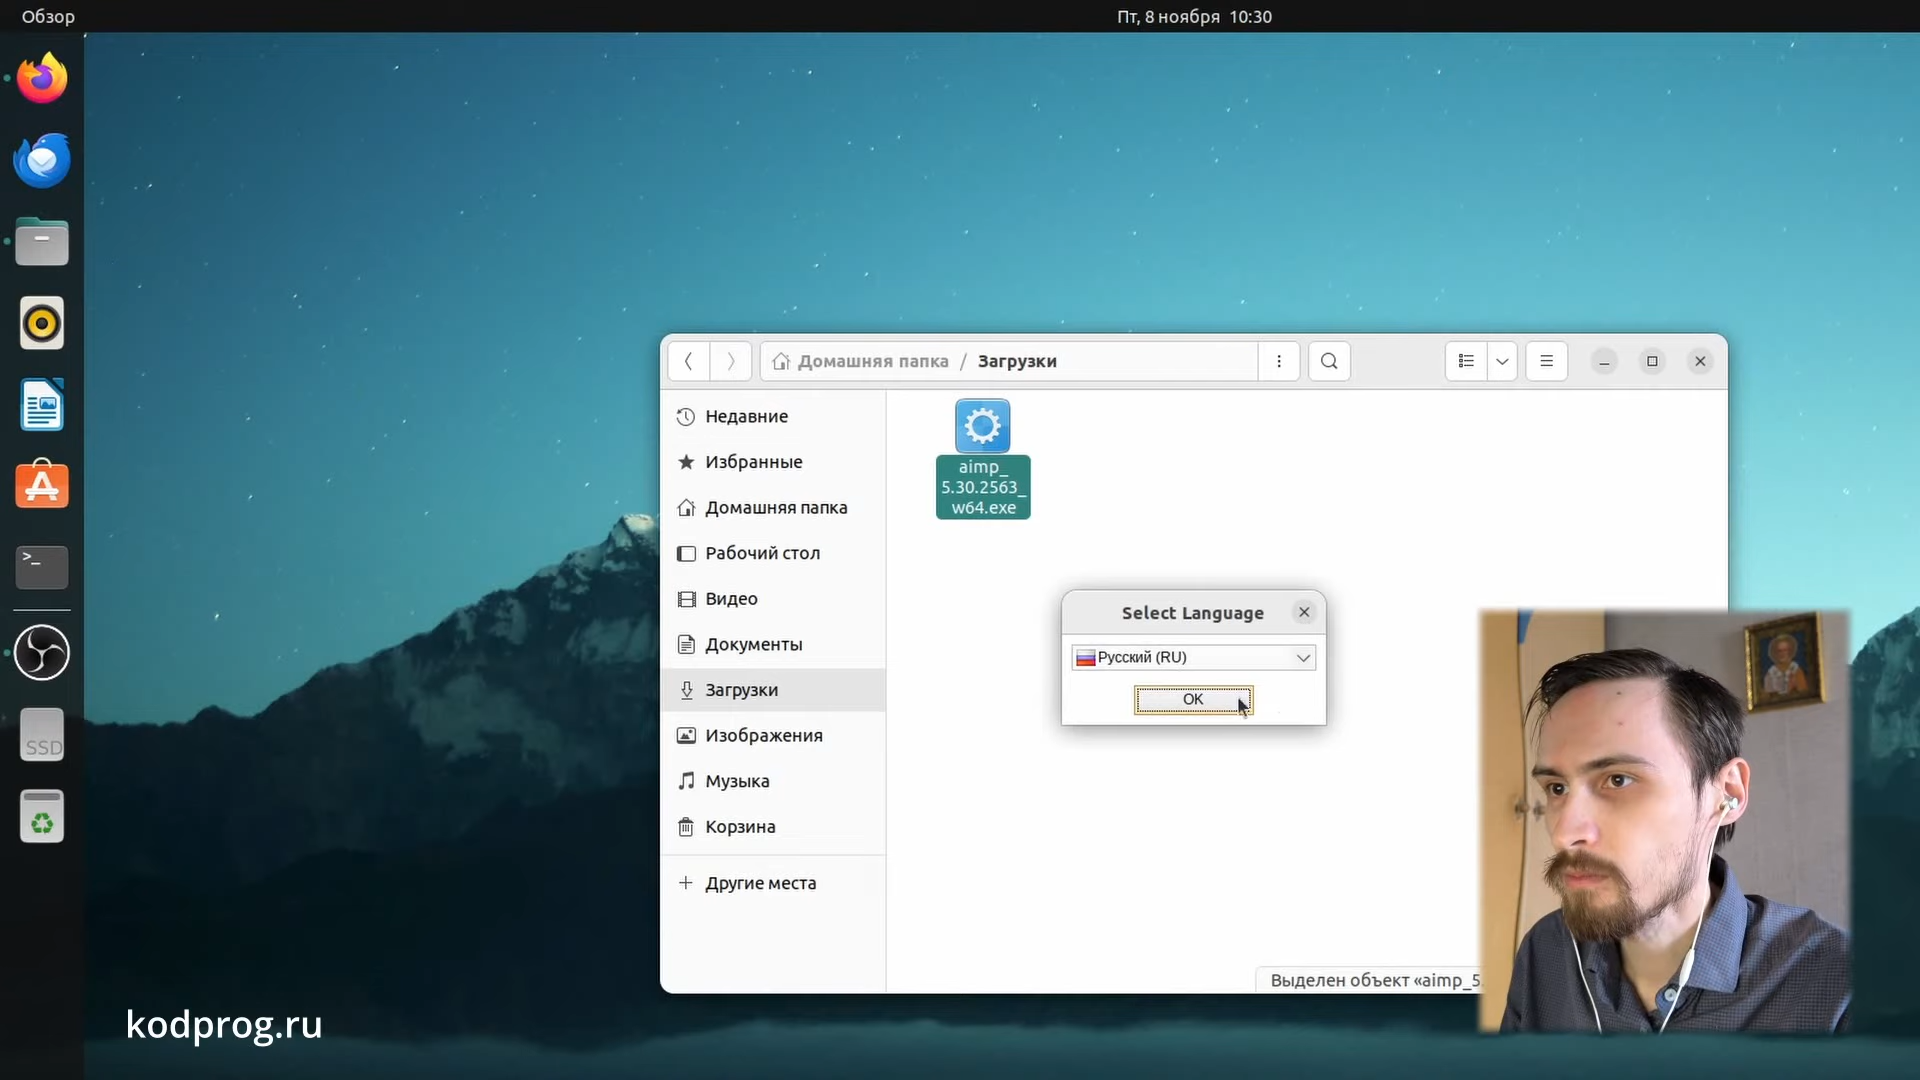 Обзор
Пт, 8 ноября 10:30
Домашняя папка / Загрузки
Недавние
Избранные
Домашняя папка
Рабочий стол
Видео
Документы
Загрузки
Изображения
Музыка
Корзина
Другие места
aimp_
5.30.2563_
w64.exe
Select Language
Русский (RU)
OK
Выделен объект «aimp_5.
>_
SSD
kodprog.ru